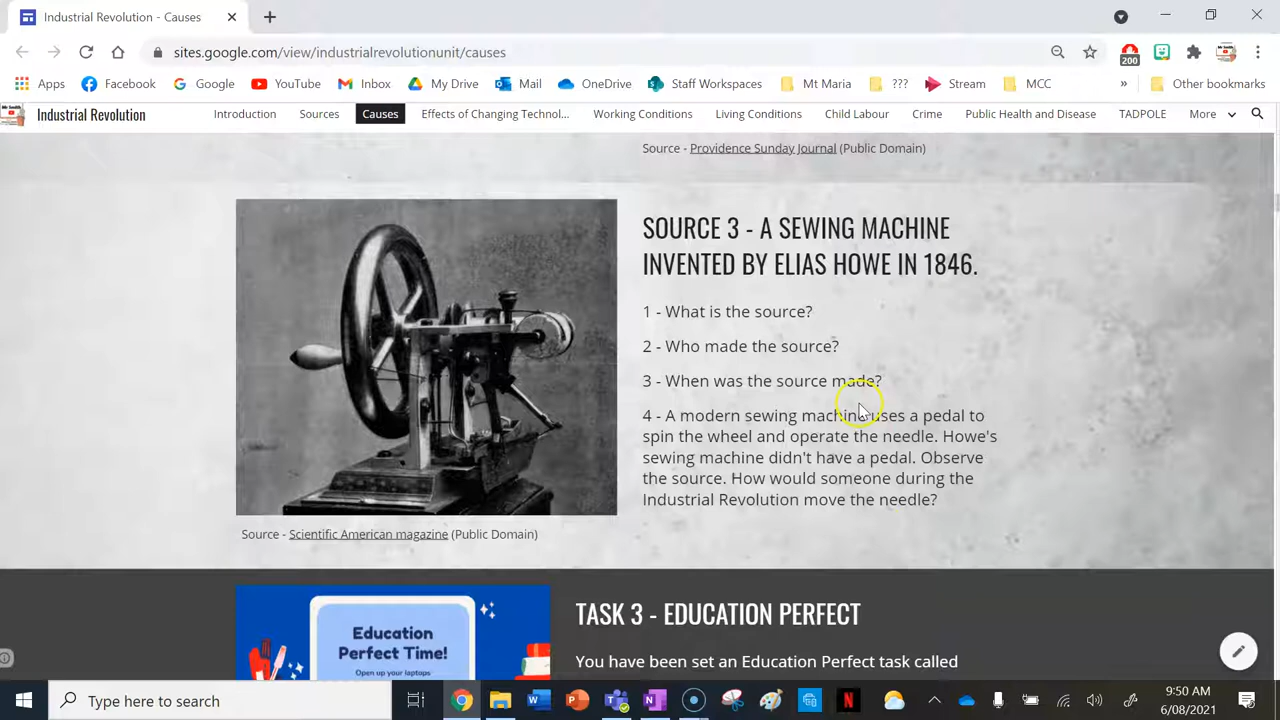 Industrial Revolution - Causes
sites.google.com/view/industrialrevolutionunit/causes
200
Apps Facebook Google YouTube Inbox My Drive Mail OneDrive Staff Workspaces Mt Maria ??? Stream MCC » Other bookmarks
Industrial Revolution Introduction Sources Causes Effects of Changing Technol... Working Conditions Living Conditions Child Labour Crime Public Health and Disease TADPOLE More
Source - Providence Sunday Journal (Public Domain)
SOURCE 3 - A SEWING MACHINE
INVENTED BY ELIAS HOWE IN 1846.
1 - What is the source?
2 - Who made the source?
3 - When was the source made?
4 - A modern sewing machine uses a pedal to
spin the wheel and operate the needle. Howe's
sewing machine didn't have a pedal. Observe
the source. How would someone during the
Industrial Revolution move the needle?
Source - Scientific American magazine (Public Domain)
Education
Perfect Time!
Open up your laptops
TASK 3 - EDUCATION PERFECT
You have been set an Education Perfect task called
Type here to search
9:50 AM
6/08/2021